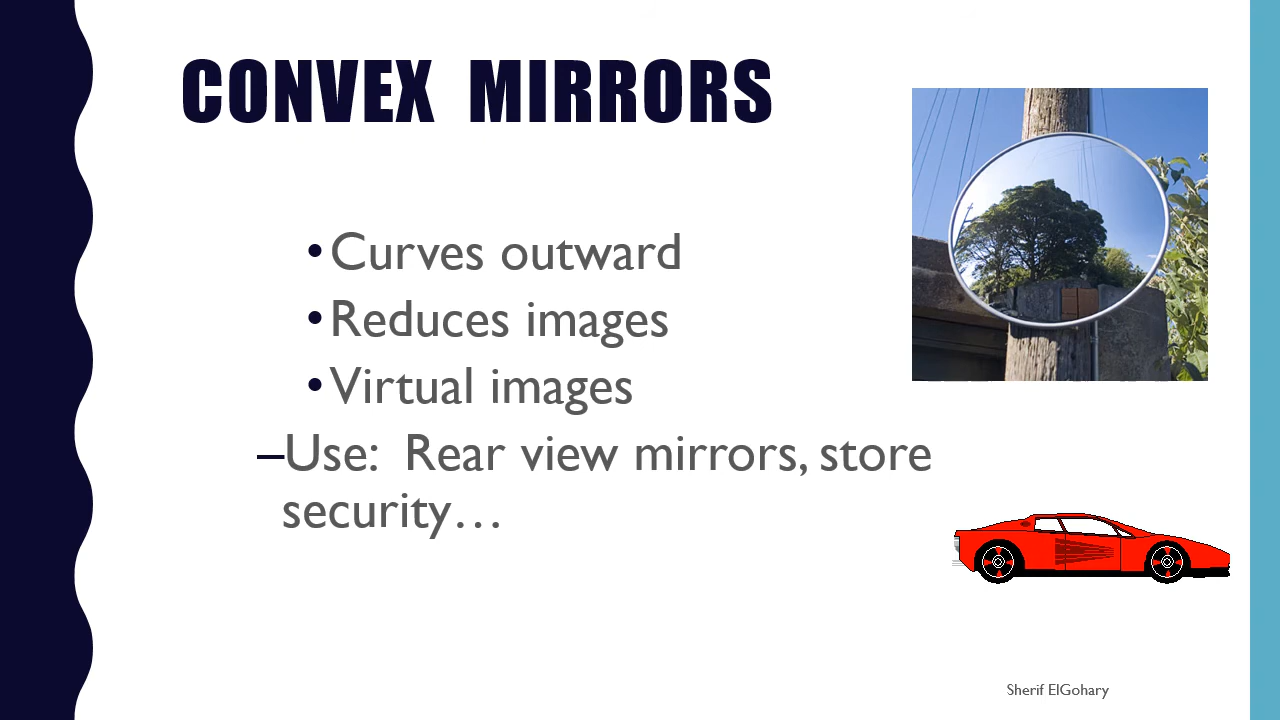 CONVEX MIRRORS
•Curves outward
•Reduces images
•Virtual images
–Use: Rear view mirrors, store
security…
Sherif ElGohary